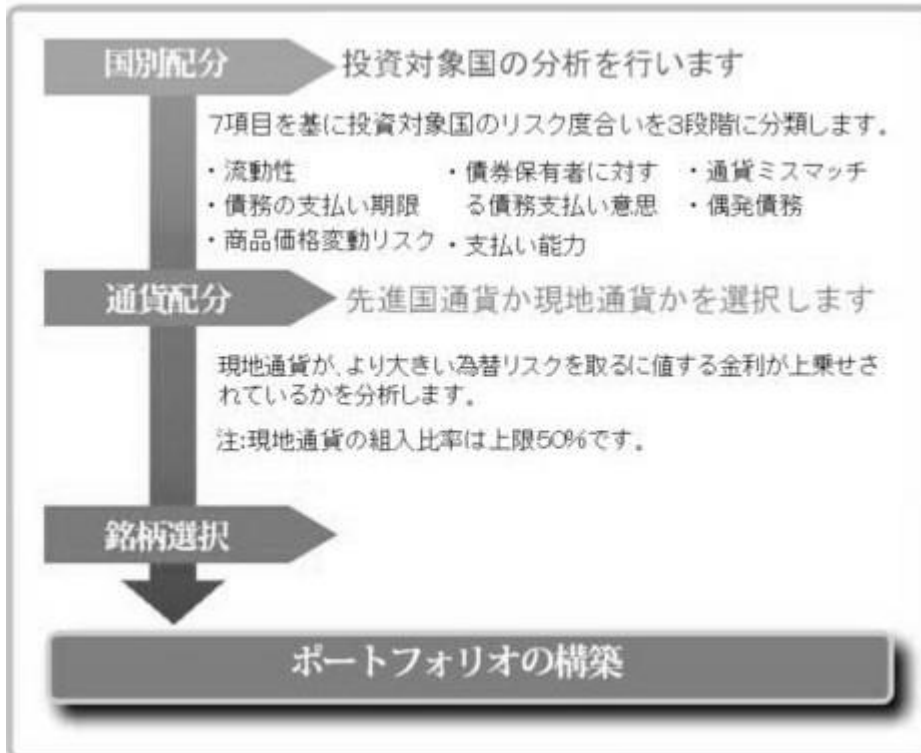 国別配分
投資対象国の分析を行います
7項目を基に投資対象国のリスク度合いを3段階に分類します。
・流動性
・債務の支払い期限
・商品価格変動リスク
・債券保有者に対す
る債務支払い意思
・支払い能力
・通貨ミスマッチ
・偶発債務
通貨配分
先進国通貨か現地通貨かを選択します
現地通貨が、より大きい為替リスクを取るに値する金利が上乗せさ
れているかを分析します。
注:現地通貨の組入比率は上限50%です。
銘柄選択
ポートフォリオの構築